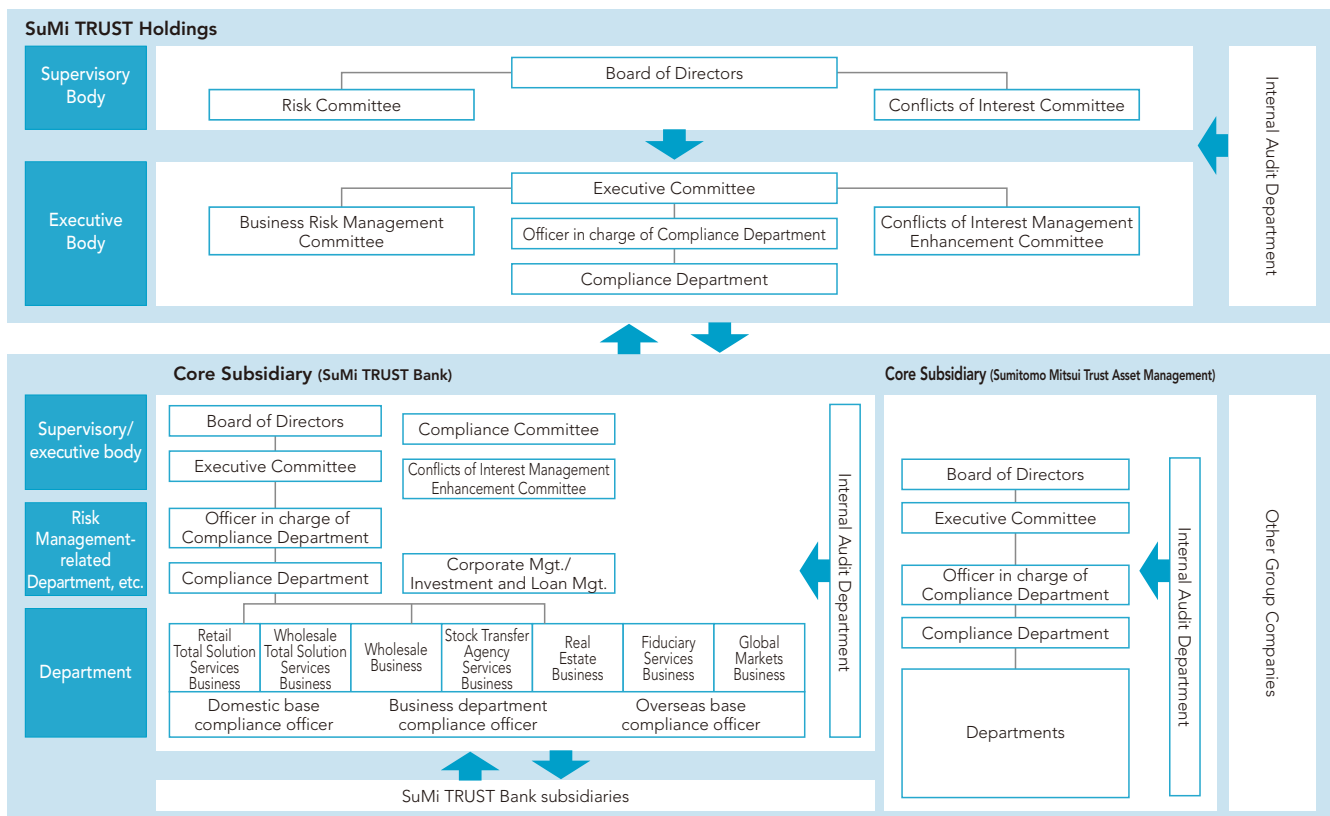 SuMi TRUST Holdings
Supervisory
Body
Board of Directors
Risk Committee
Conflicts of Interest Committee
Internal Audit Department
Executive
Body
Executive Committee
Business Risk Management
Committee
Officer in charge of Compliance Department
Conflicts of Interest Management
Enhancement Committee
Compliance Department
Core Subsidiary (SuMi TRUST Bank)
Supervisory/
executive body
Board of Directors
Compliance Committee
Executive Committee
Conflicts of Interest Management
Enhancement Committee
Risk
Management-
related
Department, etc.
Officer in charge of
Compliance Department
Compliance Department
Corporate Mgt./
Investment and Loan Mgt.
Department
Retail
Total Solution
Services
Business
Wholesale
Total Solution
Services
Business
Wholesale
Business
Stock Transfer
Agency
Services
Business
Real
Estate
Business
Fiduciary
Services
Business
Global
Markets
Business
Domestic base
compliance officer
Business department
compliance officer
Overseas base
compliance officer
Internal Audit Department
SuMi TRUST Bank subsidiaries
Core Subsidiary (Sumitomo Mitsui Trust Asset Management)
Board of Directors
Executive Committee
Officer in charge of
Compliance Department
Compliance Department
Departments
Internal Audit Department
Other Group Companies